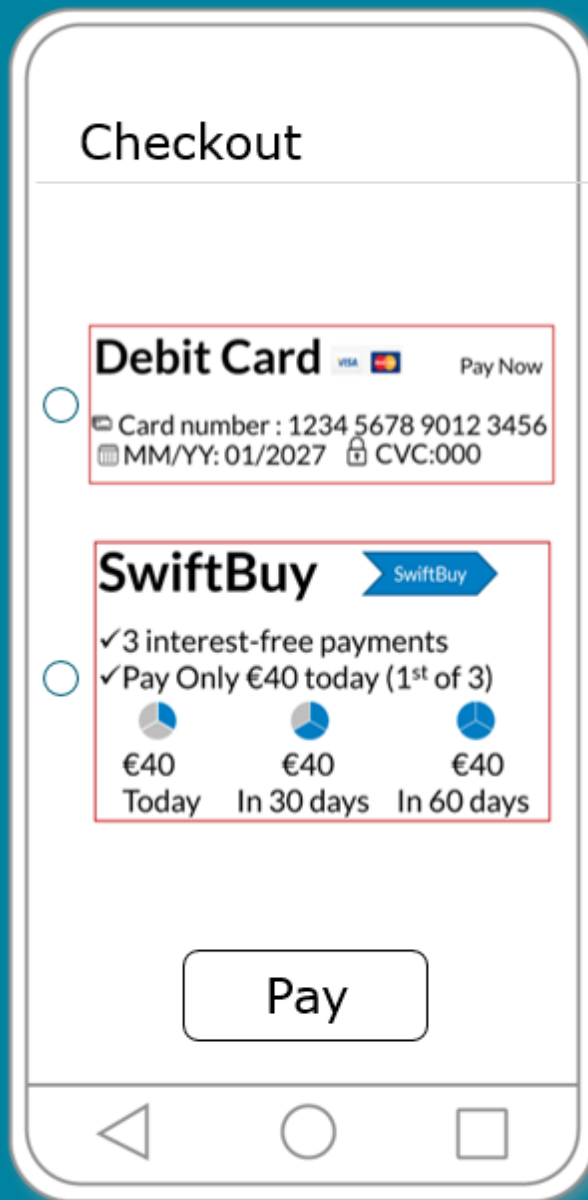 Checkout
Debit Card VISA Pay Now
Card number : 1234 5678 9012 3456
MM/YY: 01/2027 CVC:000
SwiftBuy SwiftBuy
✓3 interest-free payments
✓Pay Only €40 today (1st of 3)
€40 €40 €40
Today In 30 days In 60 days
Pay